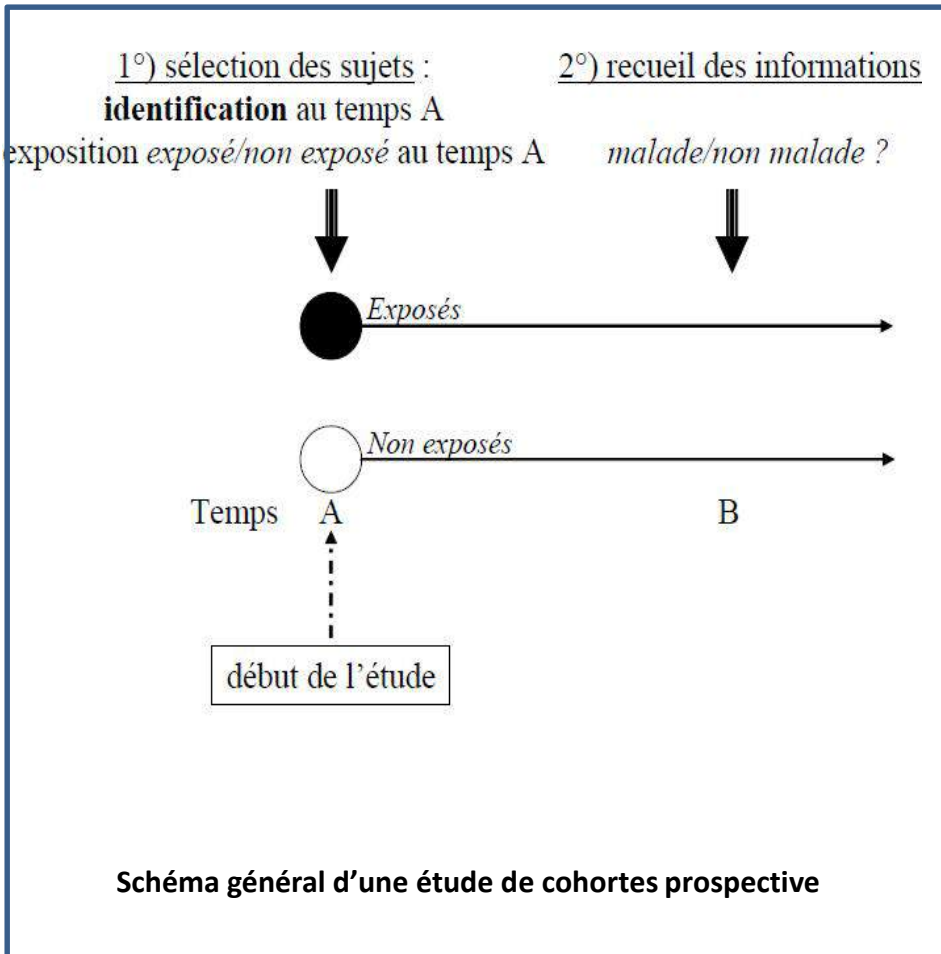 1°) sélection des sujets :
2°) recueil des informations
identification au temps A
exposition exposé/non exposé au temps A
malade/non malade ?
Exposés
Non exposés
Temps A B
début de l'étude
Schéma général d'une étude de cohortes prospective